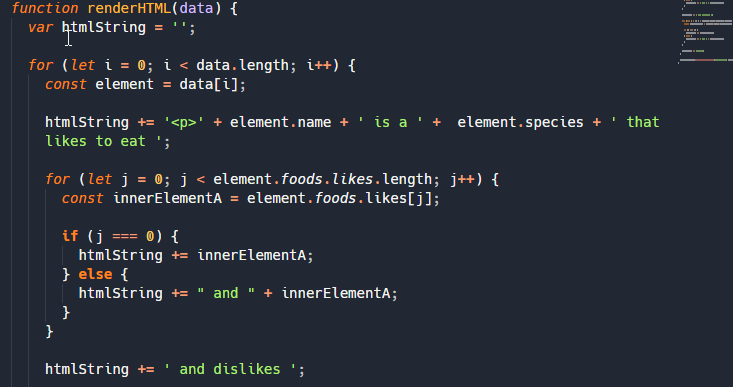 function renderHTML(data) {
  var htmlString = '';

  for (let i = 0; i < data.length; i++) {
    const element = data[i];

    htmlString += '<p>' + element.name + ' is a ' +  element.species + ' that
    likes to eat ';

    for (let j = 0; j < element.foods.likes.length; j++) {
      const innerElementA = element.foods.likes[j];

      if (j === 0) {
        htmlString += innerElementA;
      } else {
        htmlString += " and " + innerElementA;
      }
    }

    htmlString += ' and dislikes ';